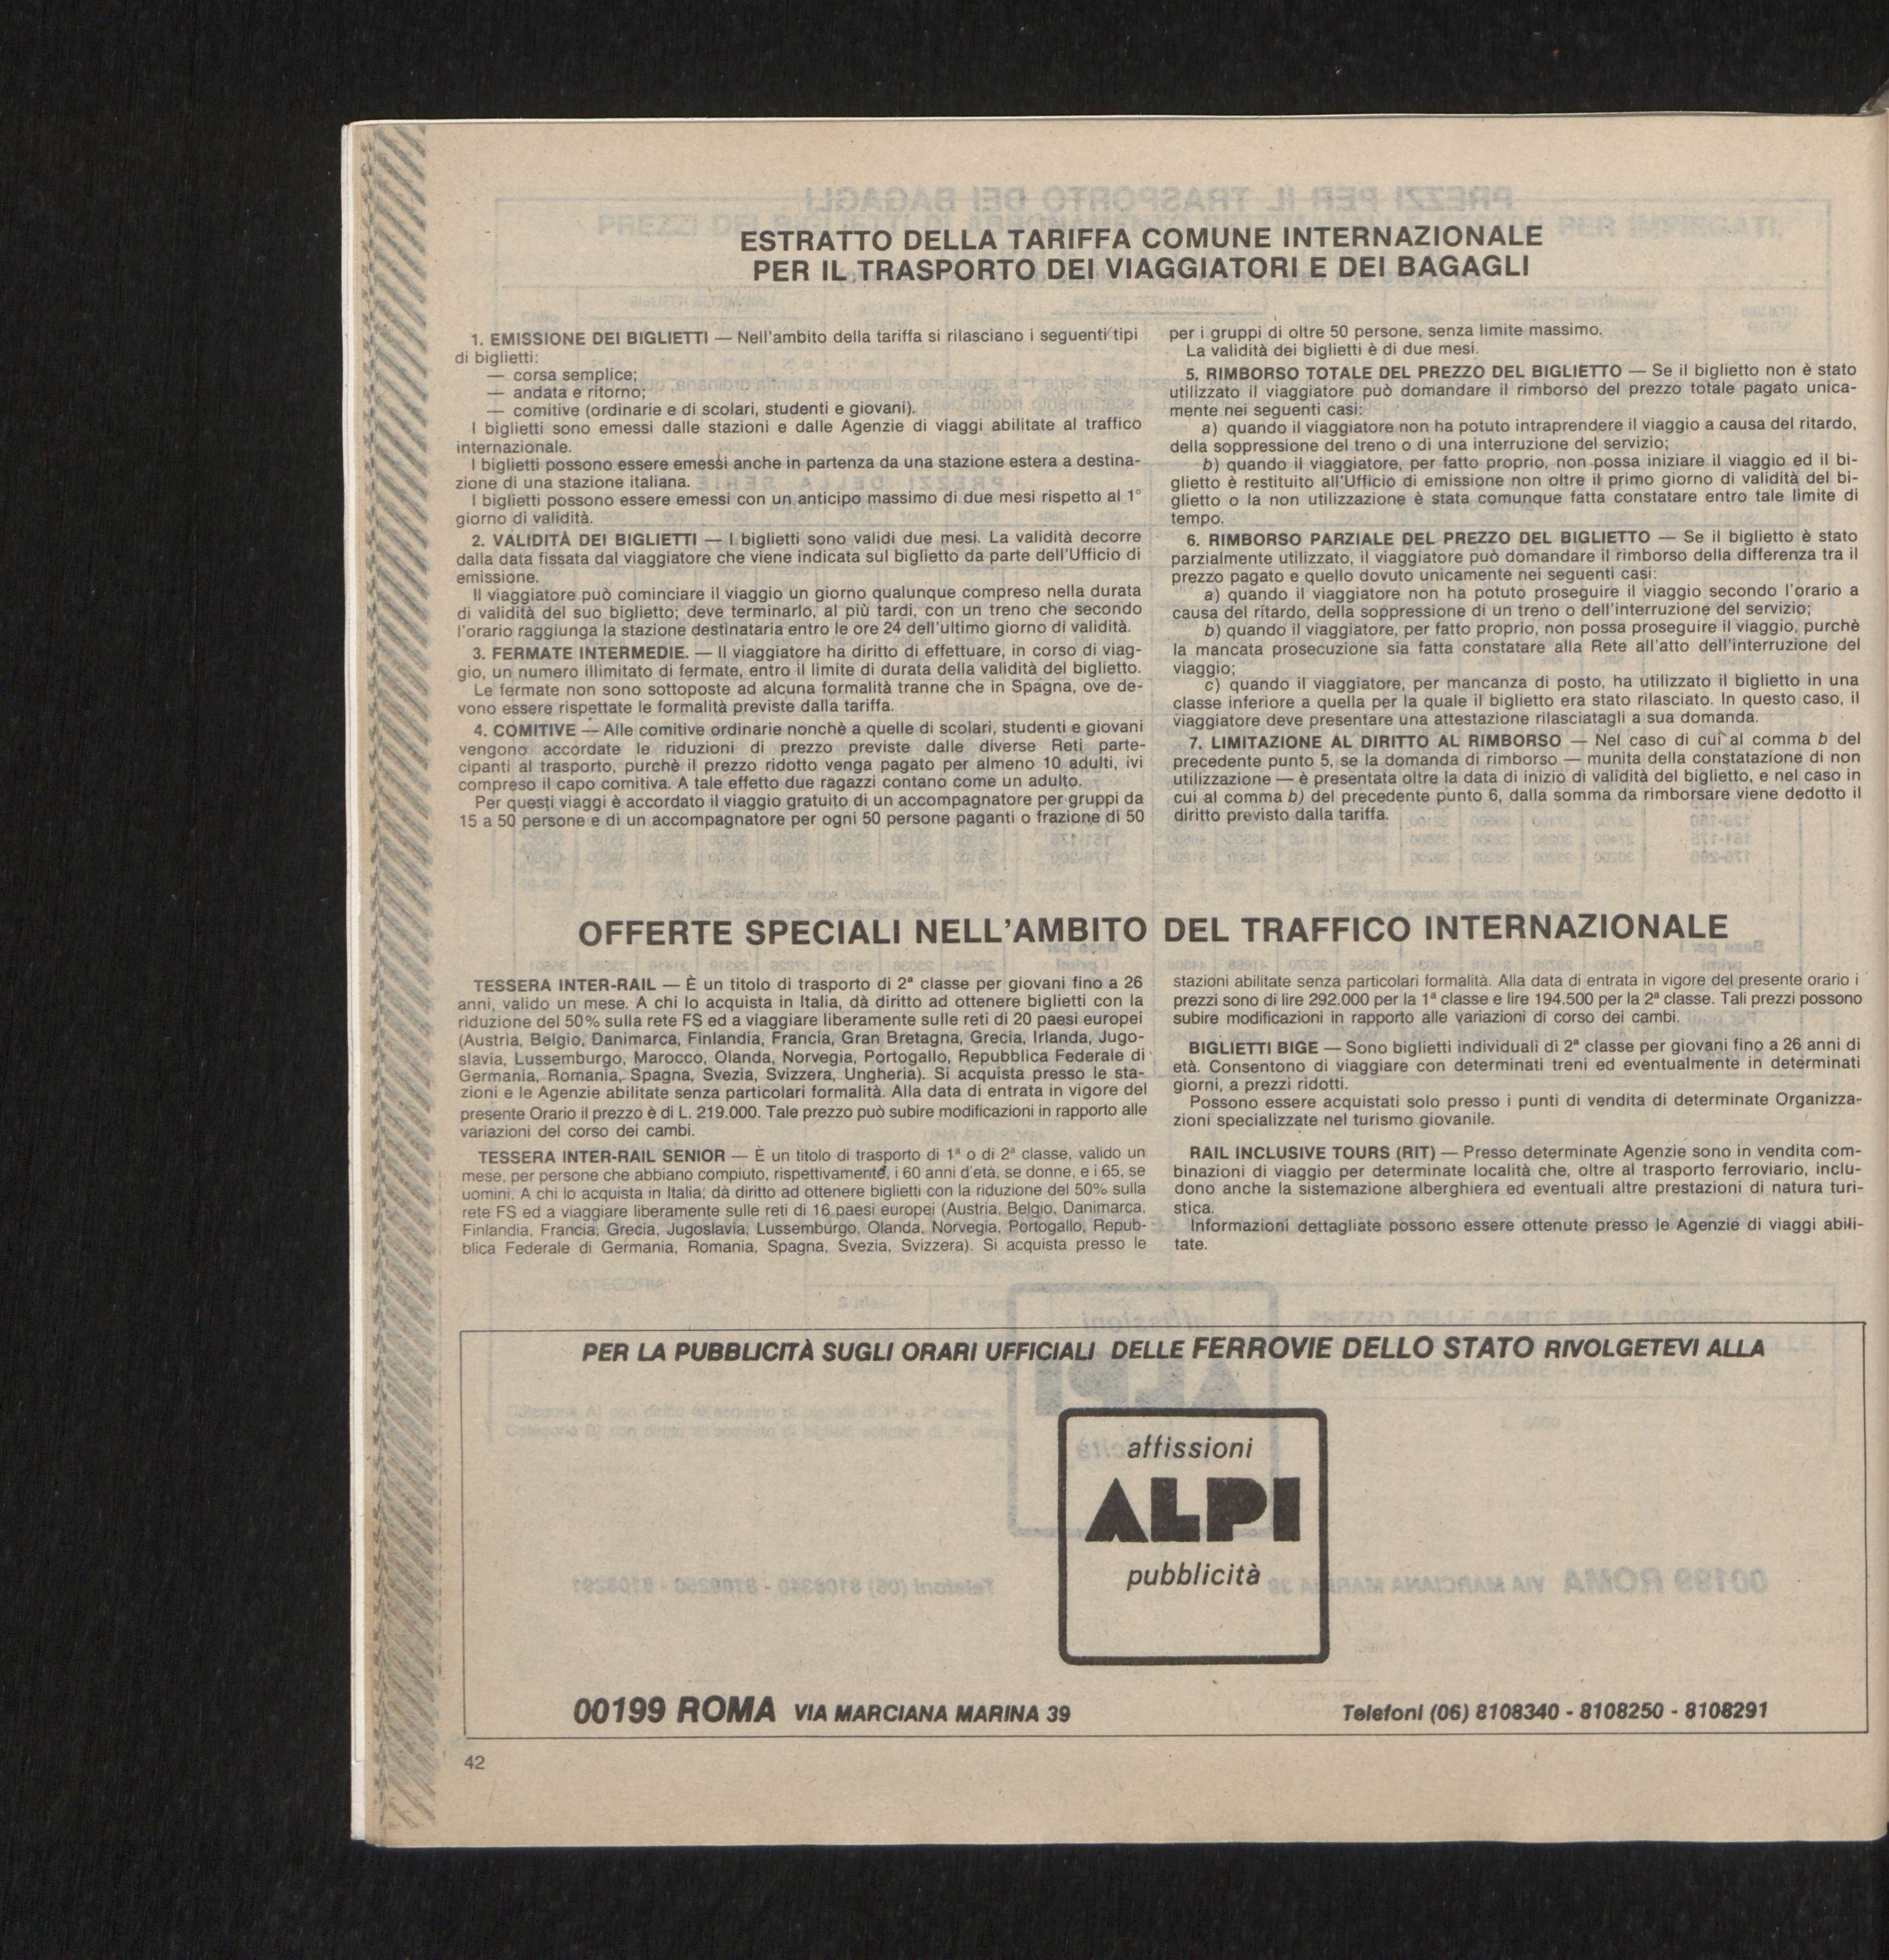 ESTRATTO DELLA TARIFFA COMUNE INTERNAZIONALE
PER IL TRASPORTO DEI VIAGGIATORI E DEI BAGAGLI
1. EMISSIONE DEI BIGLIETTI — Nell'ambito della tariffa si rilasciano i seguenti tipi
di biglietti:
— corsa semplice;
— andata e ritorno;
— comitive (ordinarie e di scolari, studenti e giovani).
I biglietti sono emessi dalle stazioni e dalle Agenzie di viaggi abilitate al traffico
internazionale.
I biglietti possono essere emessi anche in partenza da una stazione estera a destina-
zione di una stazione italiana.
I biglietti possono essere emessi con un anticipo massimo di due mesi rispetto al 1°
giorno di validità.
2. VALIDITÀ DEI BIGLIETTI — I biglietti sono validi due mesi. La validità decorre
dalla data fissata dal viaggiatore che viene indicata sul biglietto da parte dell'Ufficio di
emissione.
Il viaggiatore può cominciare il viaggio un giorno qualunque compreso nella durata
di validità del suo biglietto; deve terminarlo, al più tardi, con un treno che secondo
l'orario raggiunga la stazione destinataria entro le ore 24 dell'ultimo giorno di validità.
3. FERMATE INTERMEDIE. — Il viaggiatore ha diritto di effettuare, in corso di viag-
gio, un numero illimitato di fermate, entro il limite di durata della validità del biglietto.
Le fermate non sono sottoposte ad alcuna formalità tranne che in Spagna, ove de-
vono essere rispettate le formalità previste dalla tariffa.
4. COMITIVE — Alle comitive ordinarie nonchè a quelle di scolari, studenti e giovani
vengono accordate le riduzioni di prezzo previste dalle diverse Reti parte-
cipanti al trasporto, purchè il prezzo ridotto venga pagato per almeno 10 adulti, ivi
compreso il capo comitiva. A tale effetto due ragazzi contano come un adulto.
Per questi viaggi è accordato il viaggio gratuito di un accompagnatore per gruppi da
15 a 50 persone e di un accompagnatore per ogni 50 persone paganti o frazione di 50
per i gruppi di oltre 50 persone, senza limite massimo.
La validità dei biglietti è di due mesi.
5. RIMBORSO TOTALE DEL PREZZO DEL BIGLIETTO — Se il biglietto non è stato
utilizzato il viaggiatore può domandare il rimborso del prezzo totale pagato unica-
mente nei seguenti casi:
a) quando il viaggiatore non ha potuto intraprendere il viaggio a causa del ritardo,
della soppressione del treno o di una interruzione del servizio;
b) quando il viaggiatore, per fatto proprio, non possa iniziare il viaggio ed il bi-
glietto è restituito all'Ufficio di emissione non oltre il primo giorno di validità del bi-
glietto o la non utilizzazione è stata comunque fatta constatare entro tale limite di
tempo.
6. RIMBORSO PARZIALE DEL PREZZO DEL BIGLIETTO — Se il biglietto è stato
parzialmente utilizzato, il viaggiatore può domandare il rimborso della differenza tra il
prezzo pagato e quello dovuto unicamente nei seguenti casi:
a) quando il viaggiatore non ha potuto proseguire il viaggio secondo l'orario a
causa del ritardo, della soppressione di un treno o dell'interruzione del servizio;
b) quando il viaggiatore, per fatto proprio, non possa proseguire il viaggio, purchè
la mancata prosecuzione sia fatta constatare alla Rete all'atto dell'interruzione del
viaggio;
c) quando il viaggiatore, per mancanza di posto, ha utilizzato il biglietto in una
classe inferiore a quella per la quale il biglietto era stato rilasciato. In questo caso, il
viaggiatore deve presentare una attestazione rilasciatagli a sua domanda.
7. LIMITAZIONE AL DIRITTO AL RIMBORSO — Nel caso di cui al comma b del
precedente punto 5, se la domanda di rimborso — munita della constatazione di non
utilizzazione — è presentata oltre la data di inizio di validità del biglietto, e nel caso in
cui al comma b) del precedente punto 6, dalla somma da rimborsare viene dedotto il
diritto previsto dalla tariffa.
OFFERTE SPECIALI NELL'AMBITO DEL TRAFFICO INTERNAZIONALE
TESSERA INTER-RAIL — È un titolo di trasporto di 2ª classe per giovani fino a 26
anni, valido un mese. A chi lo acquista in Italia, dà diritto ad ottenere biglietti con la
riduzione del 50% sulla rete FS ed a viaggiare liberamente sulle reti di 20 paesi europei
(Austria, Belgio, Danimarca, Finlandia, Francia, Gran Bretagna, Grecia, Irlanda, Jugo-
slavia, Lussemburgo, Marocco, Olanda, Norvegia, Portogallo, Repubblica Federale di
Germania, Romania, Spagna, Svezia, Svizzera, Ungheria). Si acquista presso le sta-
zioni e le Agenzie abilitate senza particolari formalità. Alla data di entrata in vigore del
presente Orario il prezzo è di L. 219.000. Tale prezzo può subire modificazioni in rapporto alle
variazioni del corso dei cambi.
TESSERA INTER-RAIL SENIOR — È un titolo di trasporto di 1ª o di 2ª classe, valido un
mese, per persone che abbiano compiuto, rispettivamente, i 60 anni d'età, se donne, e i 65, se
uomini. A chi lo acquista in Italia, dà diritto ad ottenere biglietti con la riduzione del 50% sulla
rete FS ed a viaggiare liberamente sulle reti di 16 paesi europei (Austria, Belgio, Danimarca,
Finlandia, Francia, Grecia, Jugoslavia, Lussemburgo, Olanda, Norvegia, Portogallo, Repub-
blica Federale di Germania, Romania, Spagna, Svezia, Svizzera). Si acquista presso le
stazioni abilitate senza particolari formalità. Alla data di entrata in vigore del presente orario i
prezzi sono di lire 292.000 per la 1ª classe e lire 194.500 per la 2ª classe. Tali prezzi possono
subire modificazioni in rapporto alle variazioni di corso dei cambi.
BIGLIETTI BIGE — Sono biglietti individuali di 2ª classe per giovani fino a 26 anni di
età. Consentono di viaggiare con determinati treni ed eventualmente in determinati
giorni, a prezzi ridotti.
Possono essere acquistati solo presso i punti di vendita di determinate Organizza-
zioni specializzate nel turismo giovanile.
RAIL INCLUSIVE TOURS (RIT) — Presso determinate Agenzie sono in vendita com-
binazioni di viaggio per determinate località che, oltre al trasporto ferroviario, inclu-
dono anche la sistemazione alberghiera ed eventuali altre prestazioni di natura turi-
stica.
Informazioni dettagliate possono essere ottenute presso le Agenzie di viaggi abili-
tate.
PER LA PUBBLICITÀ SUGLI ORARI UFFICIALI DELLE FERROVIE DELLO STATO RIVOLGETEVI ALLA
affissioni
ALPI
pubblicità
00199 ROMA VIA MARCIANA MARINA 39
Telefoni (06) 8108340 - 8108250 - 8108291
42